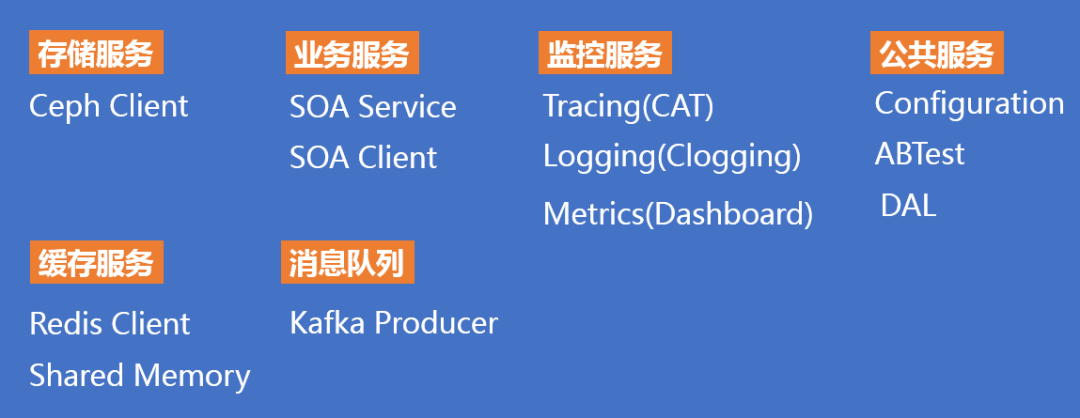 存储服务
Ceph Client
业务服务
SOA Service
SOA Client
监控服务
Tracing(CAT)
Logging(Clogging)
Metrics(Dashboard)
公共服务
Configuration
ABTest
DAL
缓存服务
Redis Client
Shared Memory
消息队列
Kafka Producer